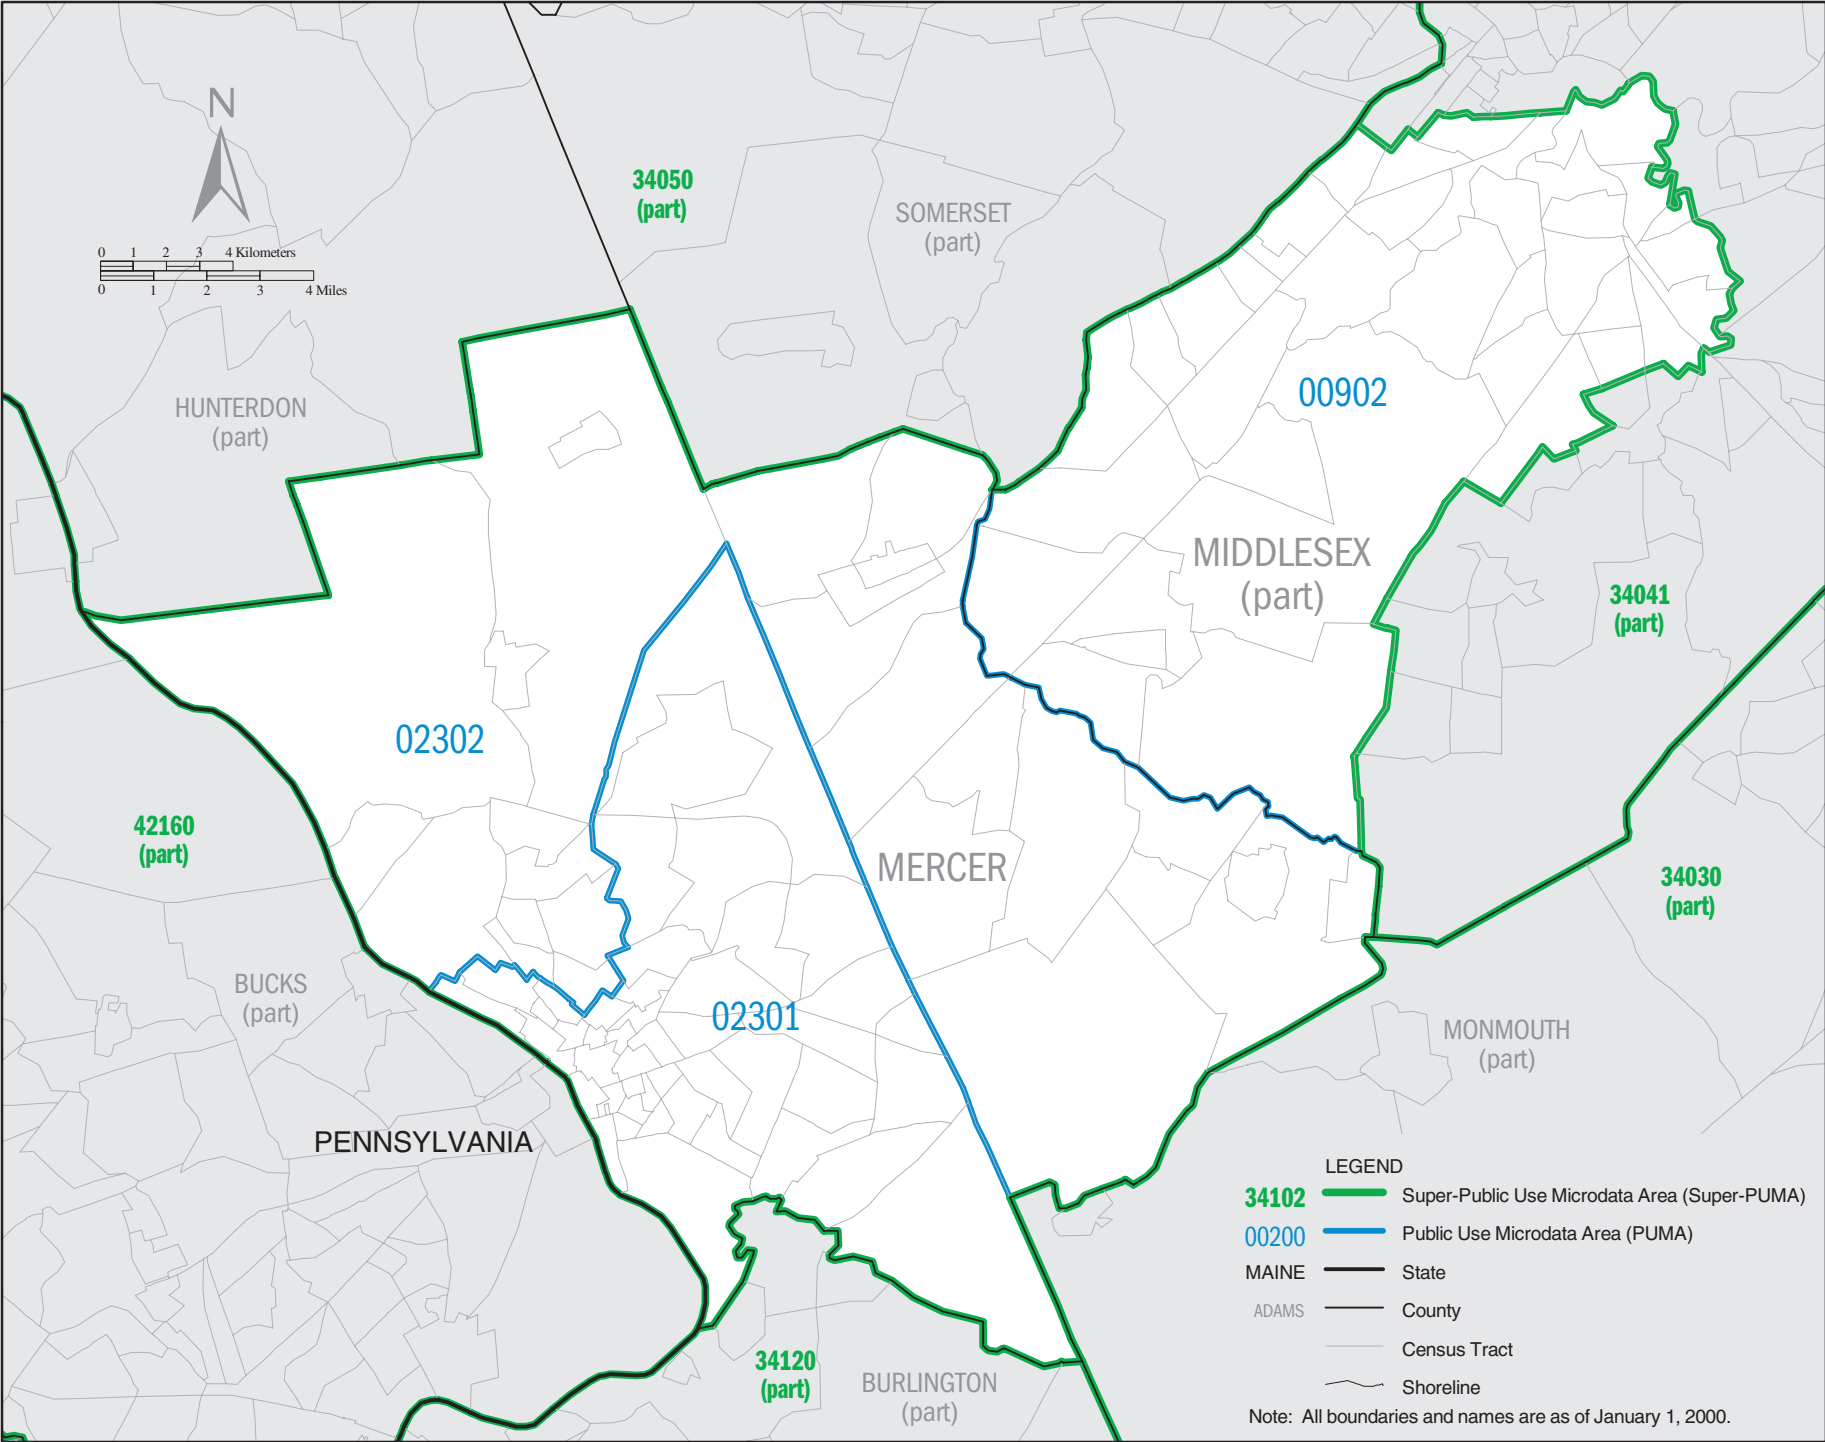 N
0 1 2 3 4 Kilometers
0 1 2 3 4 Miles
34050
(part)
SOMERSET
(part)
HUNTERDON
(part)
00902
MIDDLESEX
(part)
34041
(part)
02302
42160
(part)
MERCER
34030
(part)
BUCKS
(part)
02301
MONMOUTH
(part)
PENNSYLVANIA
34120
(part)
BURLINGTON
(part)
LEGEND
34102 Super-Public Use Microdata Area (Super-PUMA)
00200 Public Use Microdata Area (PUMA)
MAINE State
ADAMS County
Census Tract
Shoreline
Note: All boundaries and names are as of January 1, 2000.